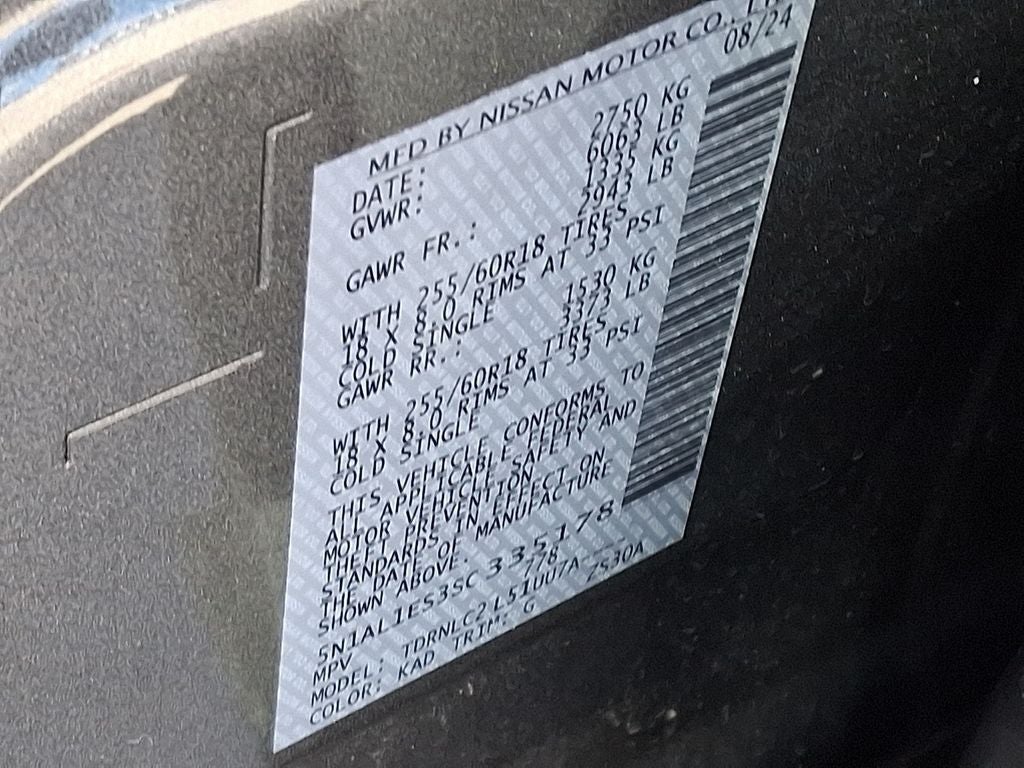 MFD BY NISSAN MOTOR CO., LTD
DATE: 08/24
GVWR: 2750 KG
6063 LB
GAWR FR.: 1335 KG
2943 LB
WITH 255/60R18 TIRES
18 X 8.0 RIMS AT 33 PSI
COLD SINGLE
GAWR RR.: 1530 KG
3373 LB
WITH 255/60R18 TIRES
18 X 8.0 RIMS AT 33 PSI
COLD SINGLE
THIS VEHICLE CONFORMS TO
ALL APPLICABLE FEDERAL
MOTOR VEHICLE SAFETY AND
THEFT PREVENTION
STANDARDS IN EFFECT ON
THE DATE OF MANUFACTURE
SHOWN ABOVE.
5N1AL1ES3SC335178
MPV 778
MODEL: TDRNLC2 L51UU7A----
COLOR: KAD TRIM: G 7S30A